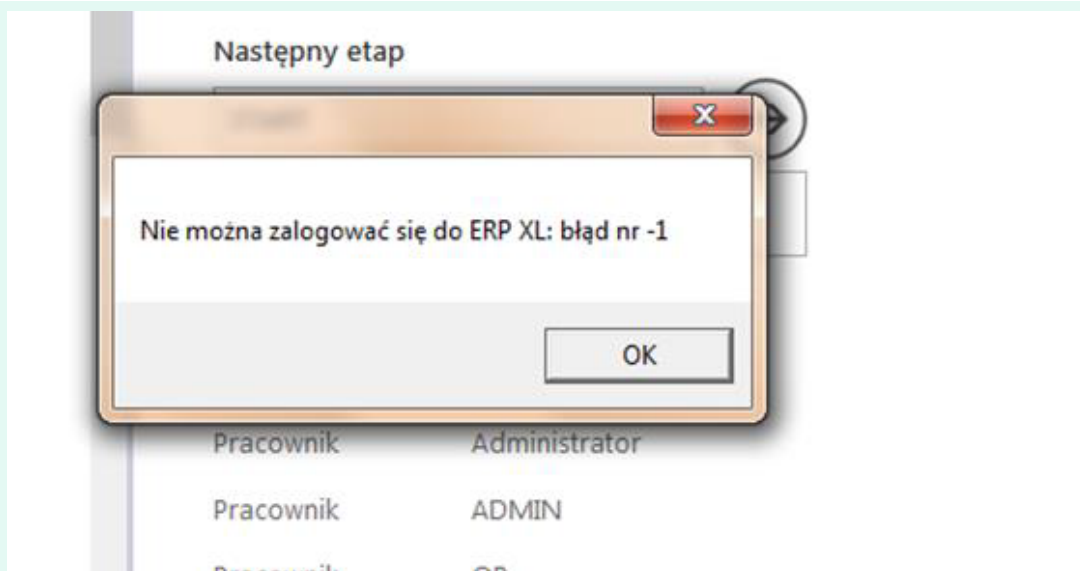 Następny etap
Nie można zalogować się do ERP XL: błąd nr -1
OK
Pracownik Administrator
Pracownik ADMIN